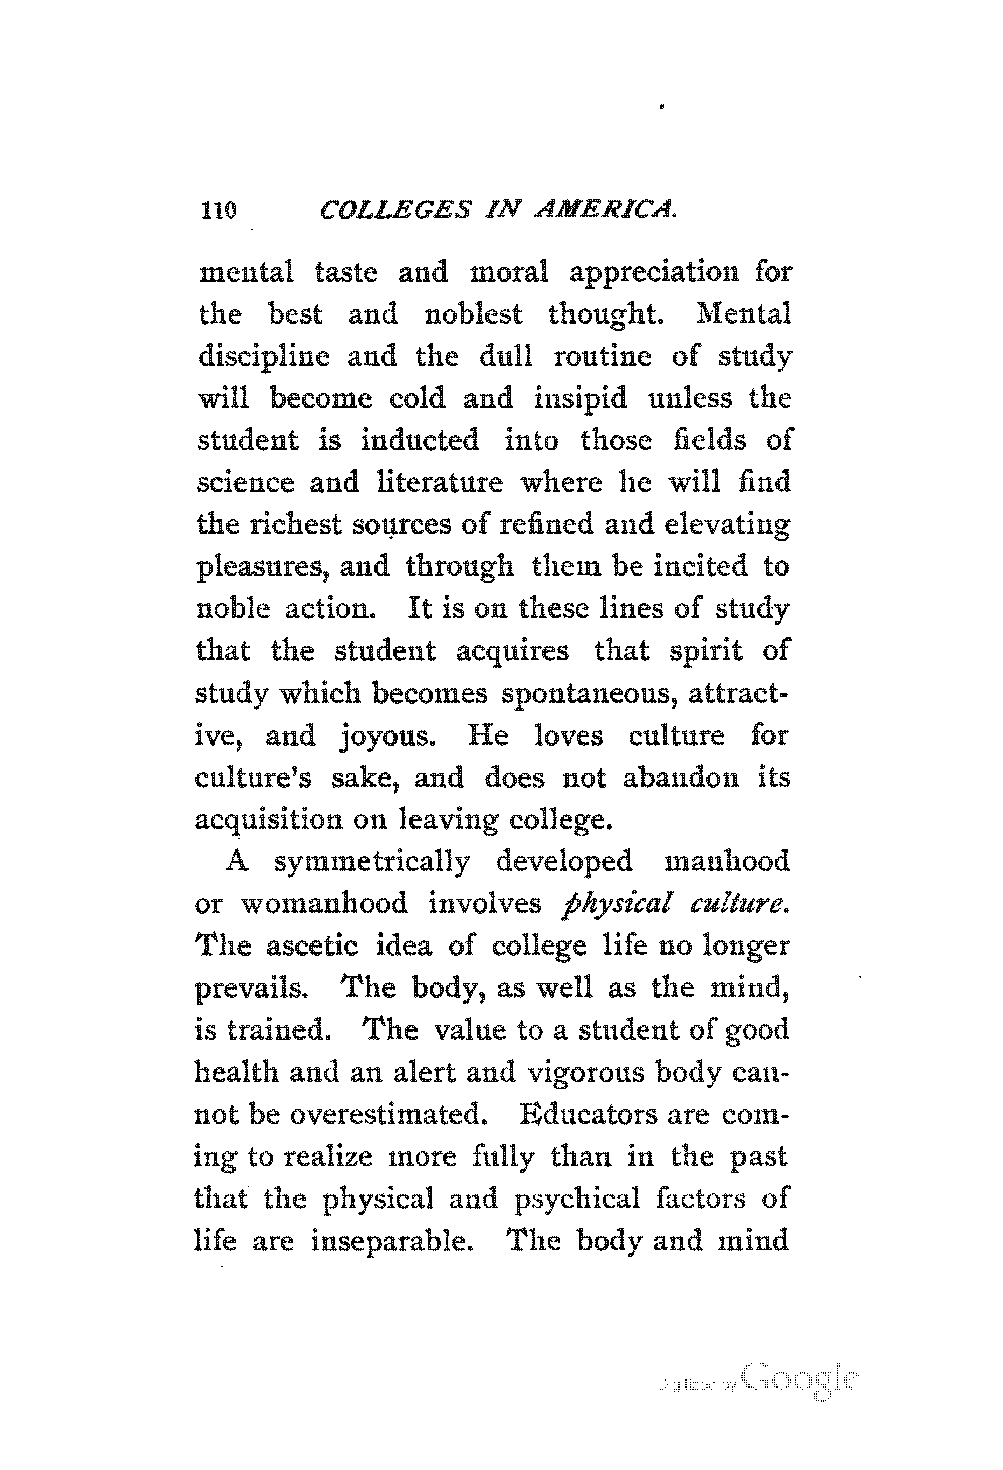 110 COLLEGES IN AMERICA.
mental taste and moral appreciation for
the best and noblest thought. Mental
discipline and the dull routine of study
will become cold and insipid unless the
student is inducted into those fields of
science and literature where he will find
the richest sources of refined and elevating
pleasures, and through them be incited to
noble action. It is on these lines of study
that the student acquires that spirit of
study which becomes spontaneous, attract-
ive, and joyous. He loves culture for
culture's sake, and does not abandon its
acquisition on leaving college.
A symmetrically developed manhood
or womanhood involves physical culture.
The ascetic idea of college life no longer
prevails. The body, as well as the mind,
is trained. The value to a student of good
health and an alert and vigorous body can-
not be overestimated. Educators are com-
ing to realize more fully than in the past
that the physical and psychical factors of
life are inseparable. The body and mind
Digitized by Google